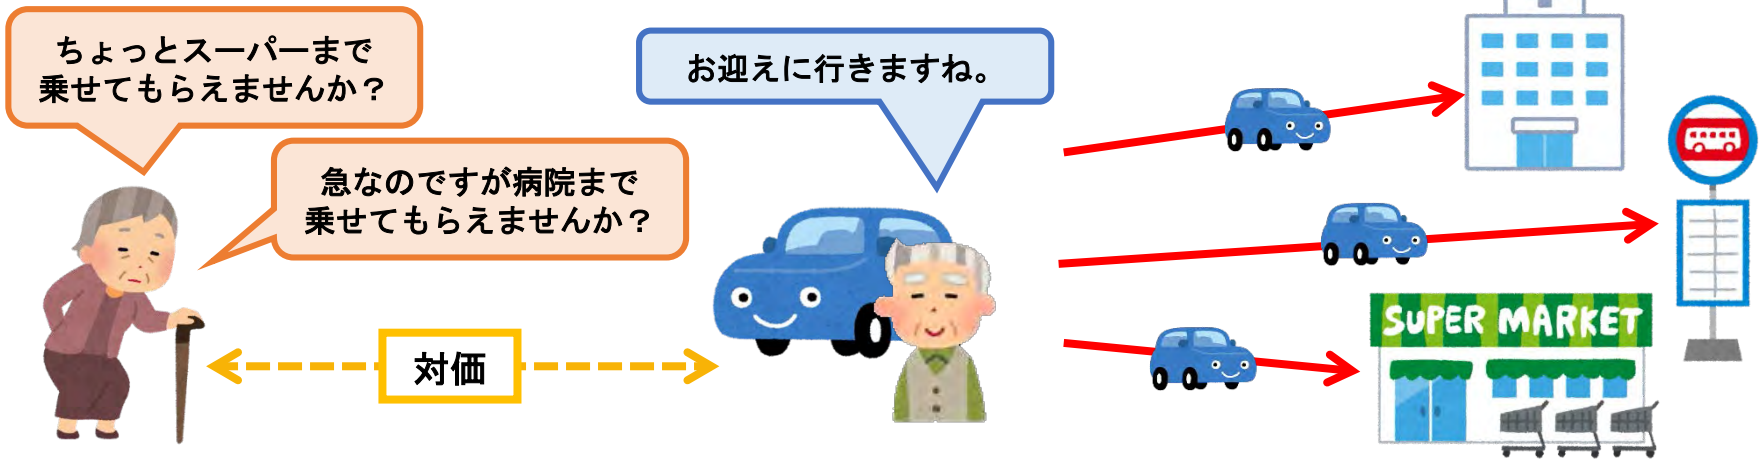 ちょっとスーパーまで
乗せてもらえませんか？
急なのですが病院まで
乗せてもらえませんか？
対価
お迎えに行きますね。
SUPER MARKET